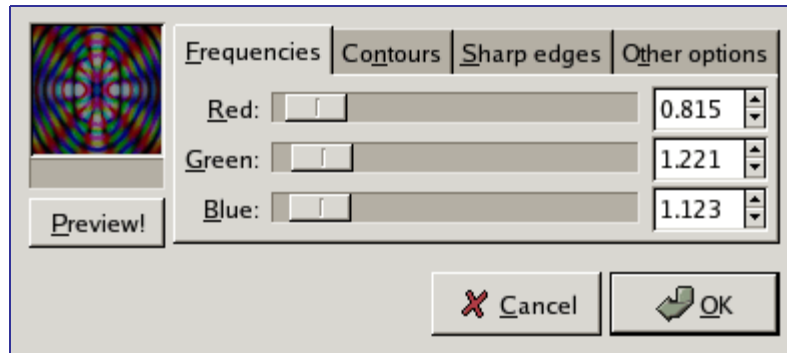 Frequencies Contours Sharp edges Other options
Red: 0.815
Green: 1.221
Blue: 1.123
Preview!
Cancel OK